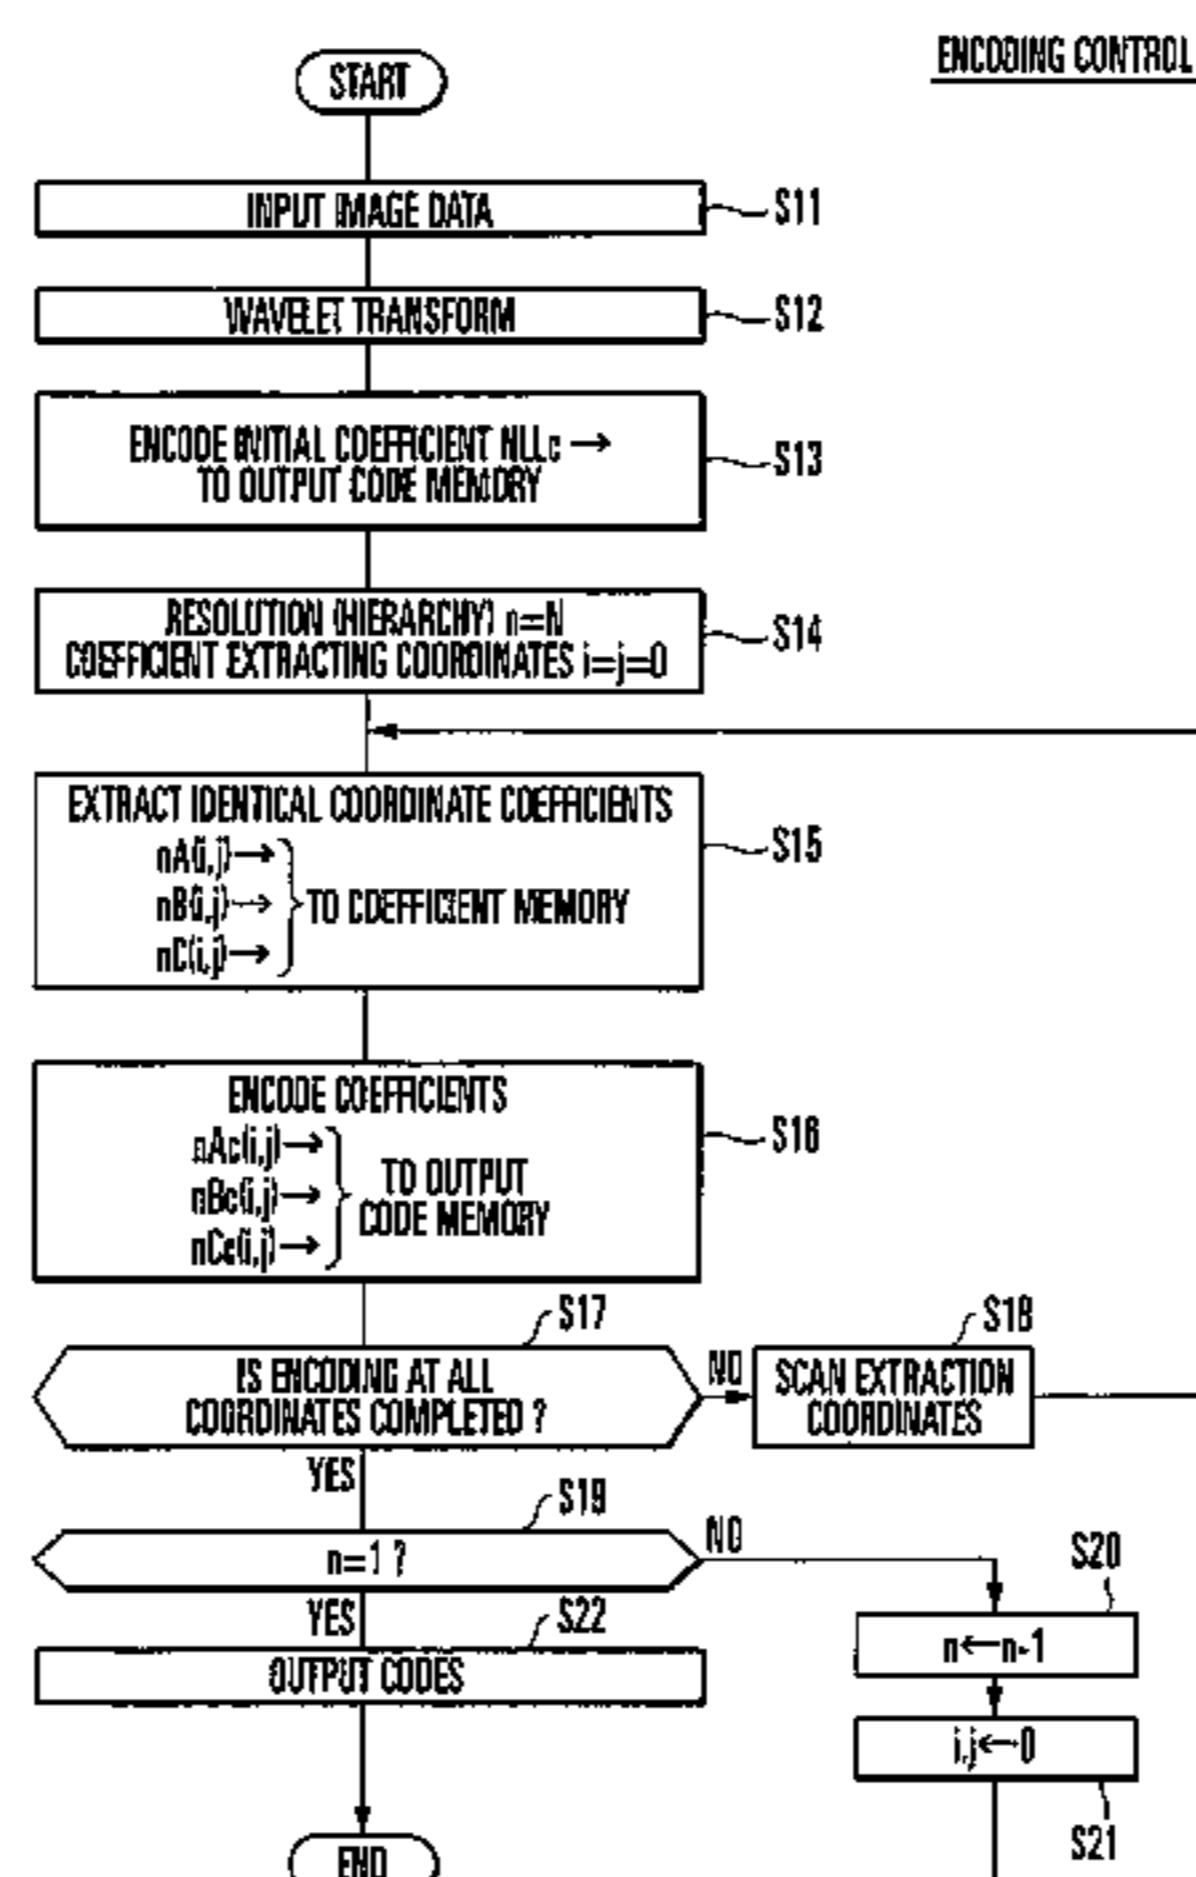 ENCODING CONTROL
START
INPUT IMAGE DATA
S11
WAVELET TRANSFORM
S12
ENCODE INITIAL COEFFICIENT NLLc →
TO OUTPUT CODE MEMORY
S13
RESOLUTION (HIERARCHY) n=N
COEFFICIENT EXTRACTING COORDINATES i=j=0
S14
EXTRACT IDENTICAL COORDINATE COEFFICIENTS
nA(i,j)→
nB(i,j)→
nC(i,j)→
TO COEFFICIENT MEMORY
S15
ENCODE COEFFICIENTS
nAc(i,j)→
nBc(i,j)→
nCc(i,j)→
TO OUTPUT
CODE MEMORY
S16
S17
IS ENCODING AT ALL
COORDINATES COMPLETED ?
NO
S18
SCAN EXTRACTION
COORDINATES
YES
S19
n=1 ?
NO
YES
S20
n←n-1
S22
OUTPUT CODES
i,j←0
S21
END